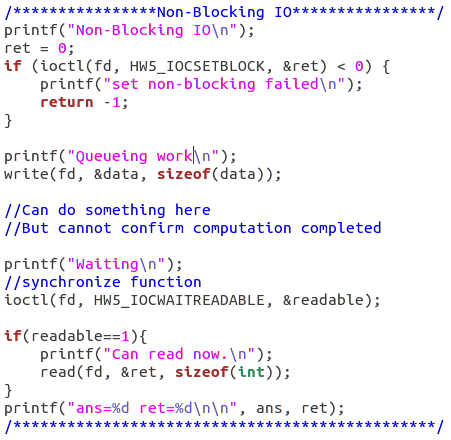 /****************Non-Blocking IO****************/
printf("Non-Blocking IO\n");
ret = 0;
if (ioctl(fd, HW5_IOCSETBLOCK, &ret) < 0) {
    printf("set non-blocking failed\n");
    return -1;
}

printf("Queueing work\n");
write(fd, &data, sizeof(data));

//Can do something here
//But cannot confirm computation completed

printf("Waiting\n");
//synchronize function
ioctl(fd, HW5_IOCWAITREADABLE, &readable);

if(readable==1){
    printf("Can read now.\n");
    read(fd, &ret, sizeof(int));
}
printf("ans=%d ret=%d\n\n", ans, ret);
/***********************************************/